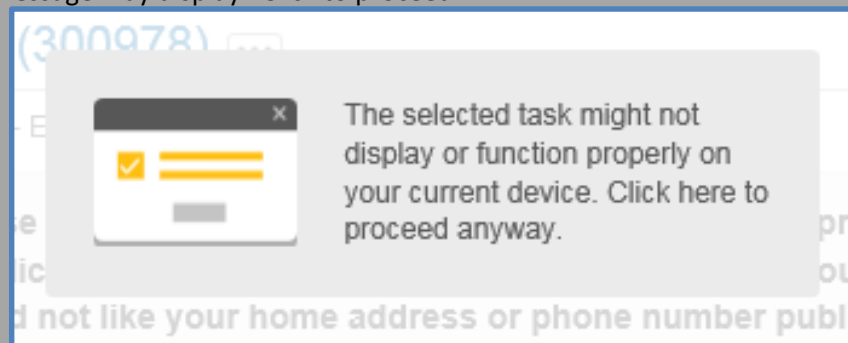 (300978)
The selected task might not
display or function properly on
your current device. Click here to
proceed anyway.
not like your home address or phone number publ